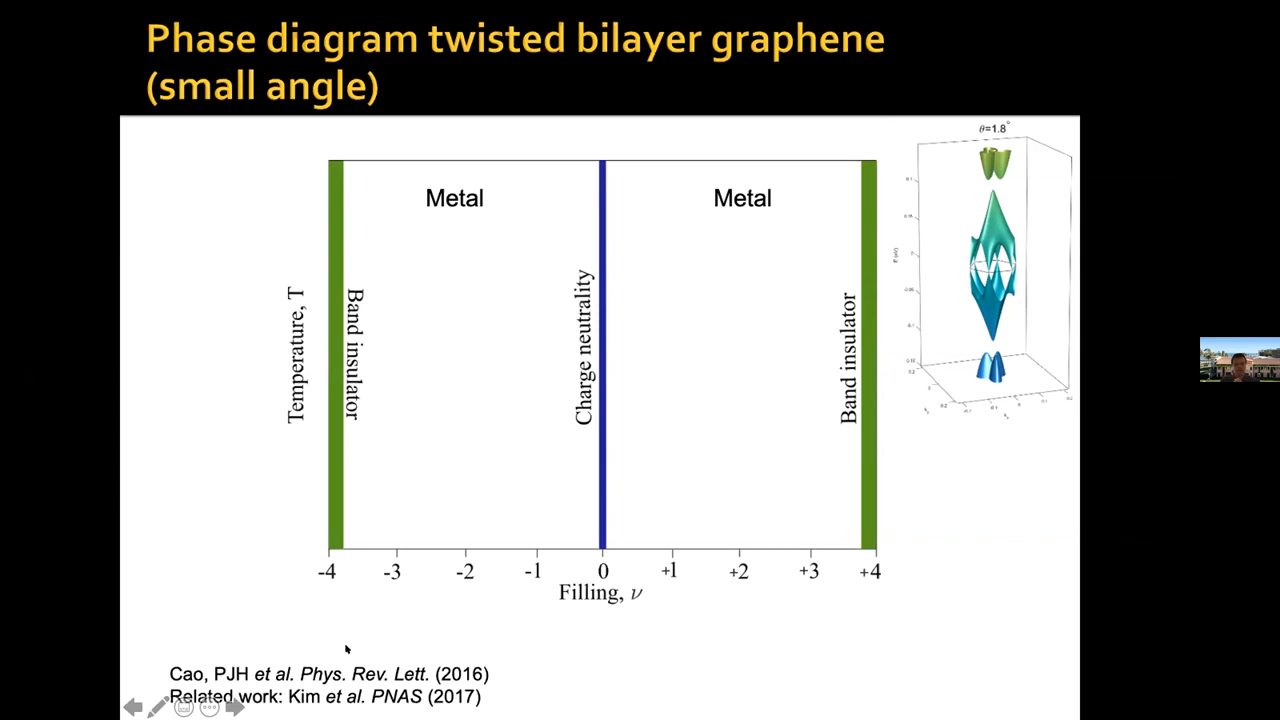 Phase diagram twisted bilayer graphene
(small angle)
θ=1.8°
Metal
Metal
Temperature, T
Band insulator
Charge neutrality
Band insulator
-4
-3
-2
-1
0
+1
+2
+3
+4
Filling, ν
Cao, PJH et al. Phys. Rev. Lett. (2016)
Related work: Kim et al. PNAS (2017)